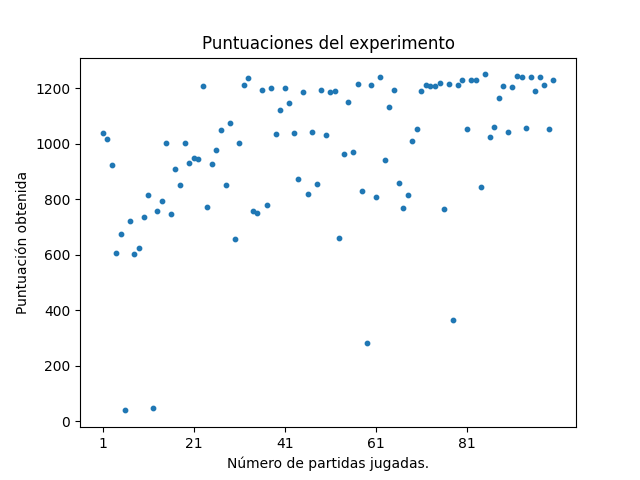 Puntuaciones del experimento
Puntuación obtenida
1200
1000
800
600
400
200
0
1 21 41 61 81
Número de partidas jugadas.